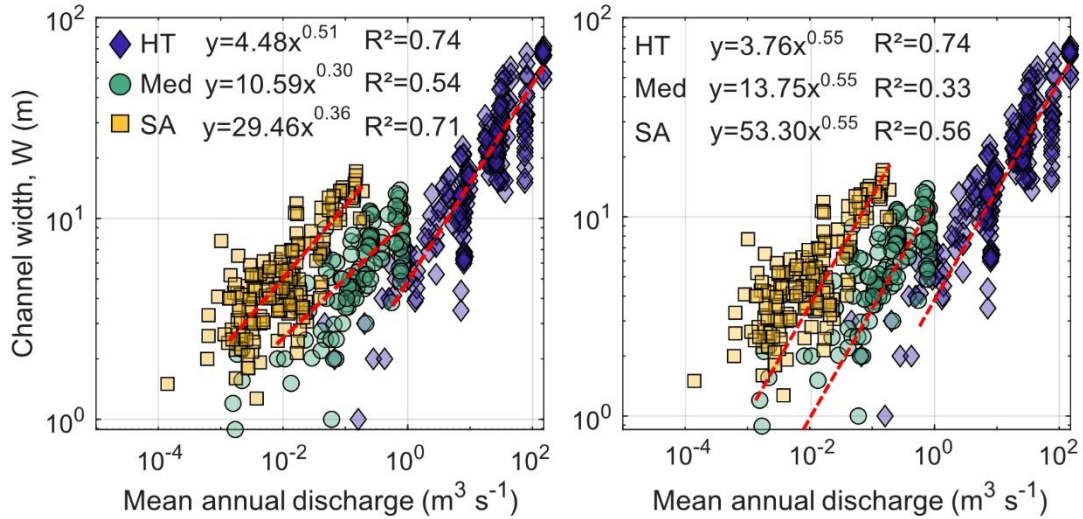 HT y=4.48x^0.51 R²=0.74
Med y=10.59x^0.30 R²=0.54
SA y=29.46x^0.36 R²=0.71
10² 10¹ 10⁰
Channel width, W (m)
10⁻⁴ 10⁻² 10⁰ 10²
Mean annual discharge (m³ s⁻¹)
HT y=3.76x^0.55 R²=0.74
Med y=13.75x^0.55 R²=0.33
SA y=53.30x^0.55 R²=0.56
10² 10¹ 10⁰
10⁻⁴ 10⁻² 10⁰ 10²
Mean annual discharge (m³ s⁻¹)